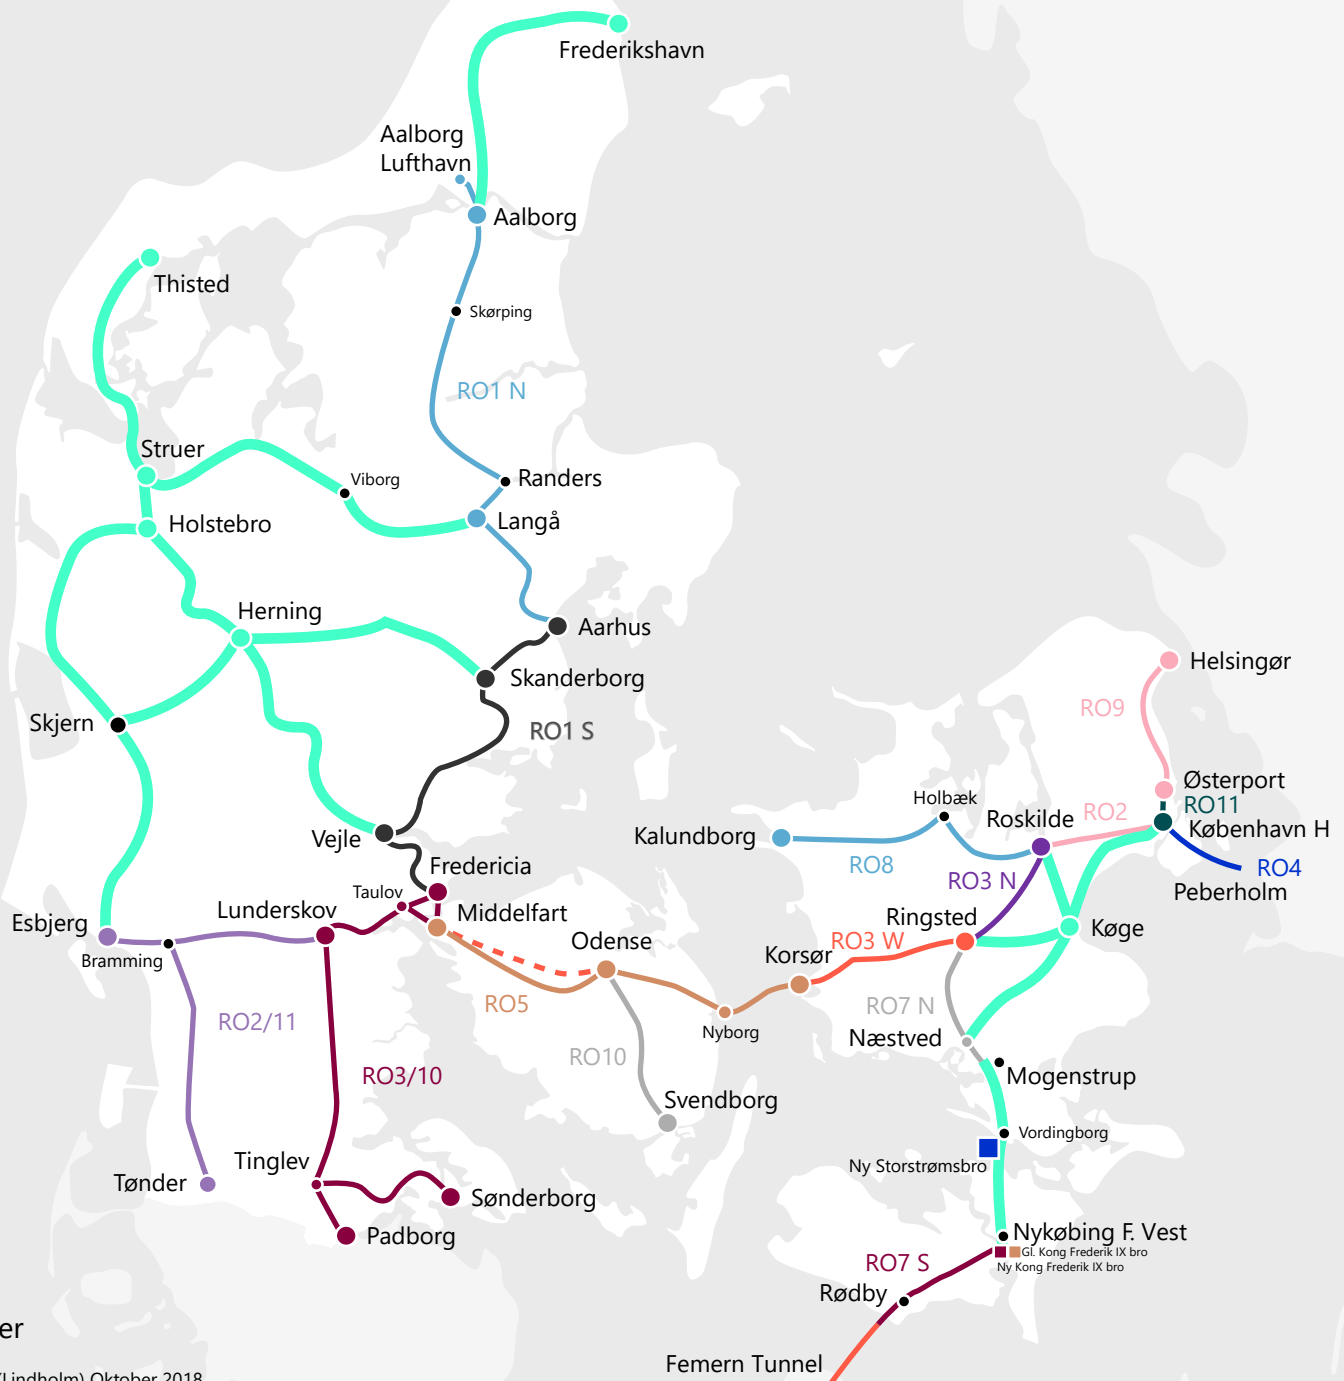 Frederikshavn
Aalborg
Lufthavn
Aalborg
Thisted
Skørping
RO1 N
Struer
Viborg
Randers
Holstebro
Langå
Herning
Aarhus
Skanderborg
Helsingør
Skjern
RO1 S
RO9
Østerport
Holbæk
RO11
RO2
Roskilde
København H
Vejle
Kalundborg
RO8
Fredericia
RO4
RO3 N
Peberholm
Taulov
Lunderskov
Middelfart
Ringsted
Esbjerg
Køge
Bramming
Odense
RO3 W
Korsør
RO5
RO7 N
RO2/11
Nyborg
Næstved
RO10
RO3/10
Mogenstrup
Svendborg
Vordingborg
Tinglev
Ny Storstrømsbro
Tønder
Sønderborg
Padborg
Nykøbing F. Vest
Gl. Kong Frederik IX bro
RO7 S
Ny Kong Frederik IX bro
Rødby
er
Femern Tunnel
(Lindholm) Oktober 2018